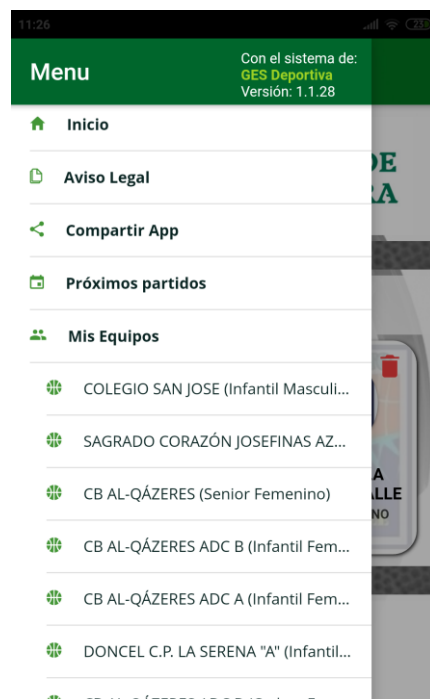 11:26
23
Menu
Con el sistema de:
GES Deportiva
Versión: 1.1.28
Inicio
Aviso Legal
Compartir App
Próximos partidos
Mis Equipos
COLEGIO SAN JOSE (Infantil Masculi...
SAGRADO CORAZÓN JOSEFINAS AZ...
CB AL-QÁZERES (Senior Femenino)
CB AL-QÁZERES ADC B (Infantil Fem...
CB AL-QÁZERES ADC A (Infantil Fem...
DONCEL C.P. LA SERENA "A" (Infantil...
DE
RA
A
ALLE
NO